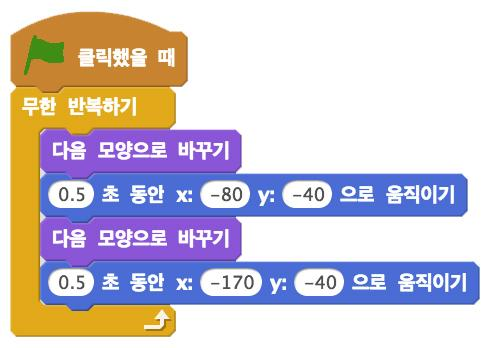 클릭했을 때
무한 반복하기
다음 모양으로 바꾸기
0.5 초 동안 x: -80 y: -40 으로 움직이기
다음 모양으로 바꾸기
0.5 초 동안 x: -170 y: -40 으로 움직이기